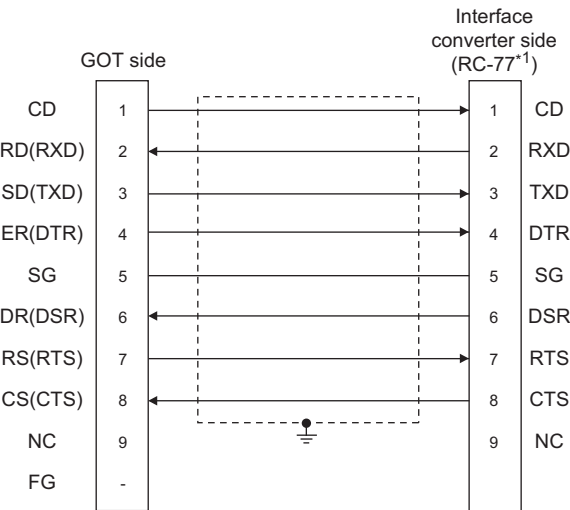 Interface
converter side
(RC-77*1)
GOT side
CD 1 1 CD
RD(RXD) 2 2 RXD
SD(TXD) 3 3 TXD
ER(DTR) 4 4 DTR
SG 5 5 SG
DR(DSR) 6 6 DSR
RS(RTS) 7 7 RTS
CS(CTS) 8 8 CTS
NC 9 9 NC
FG -